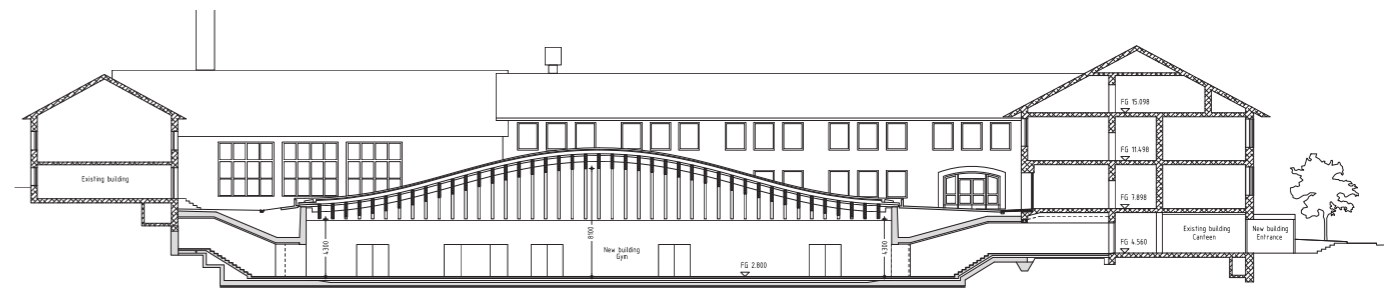 FG 15.098
FG 11.498
Existing building
FG 7.898
Existing building
Canteen
New building
Entrance
4300
8100
New building
Gym
4300
FG 4.560
FG 2.800